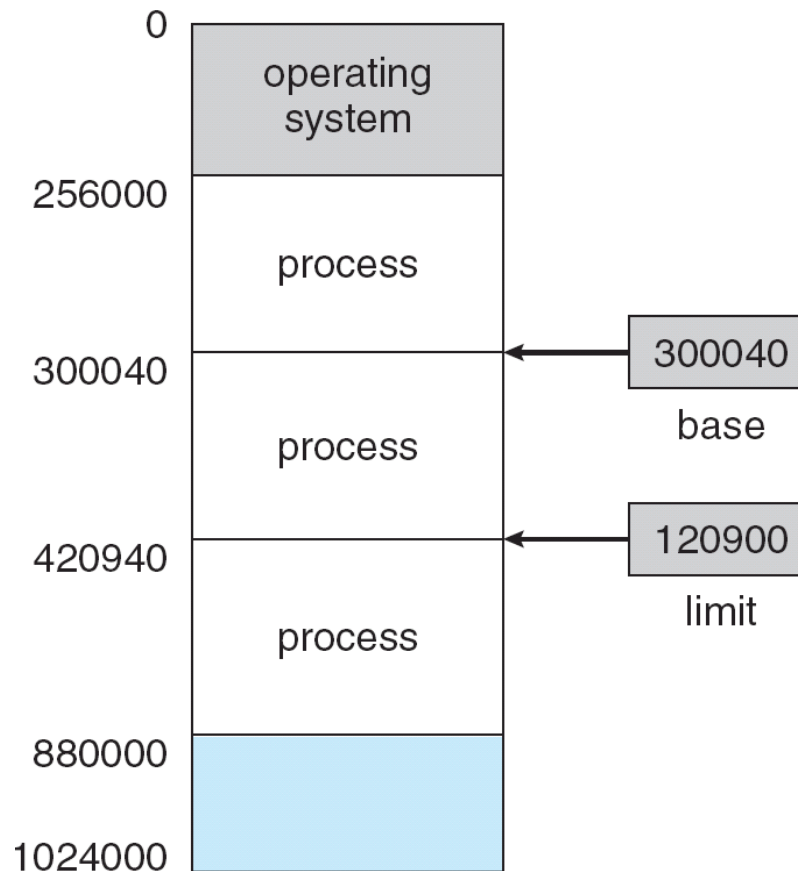 0
operating
system
256000
process
300040
300040
base
process
420940
120900
limit
process
880000
1024000